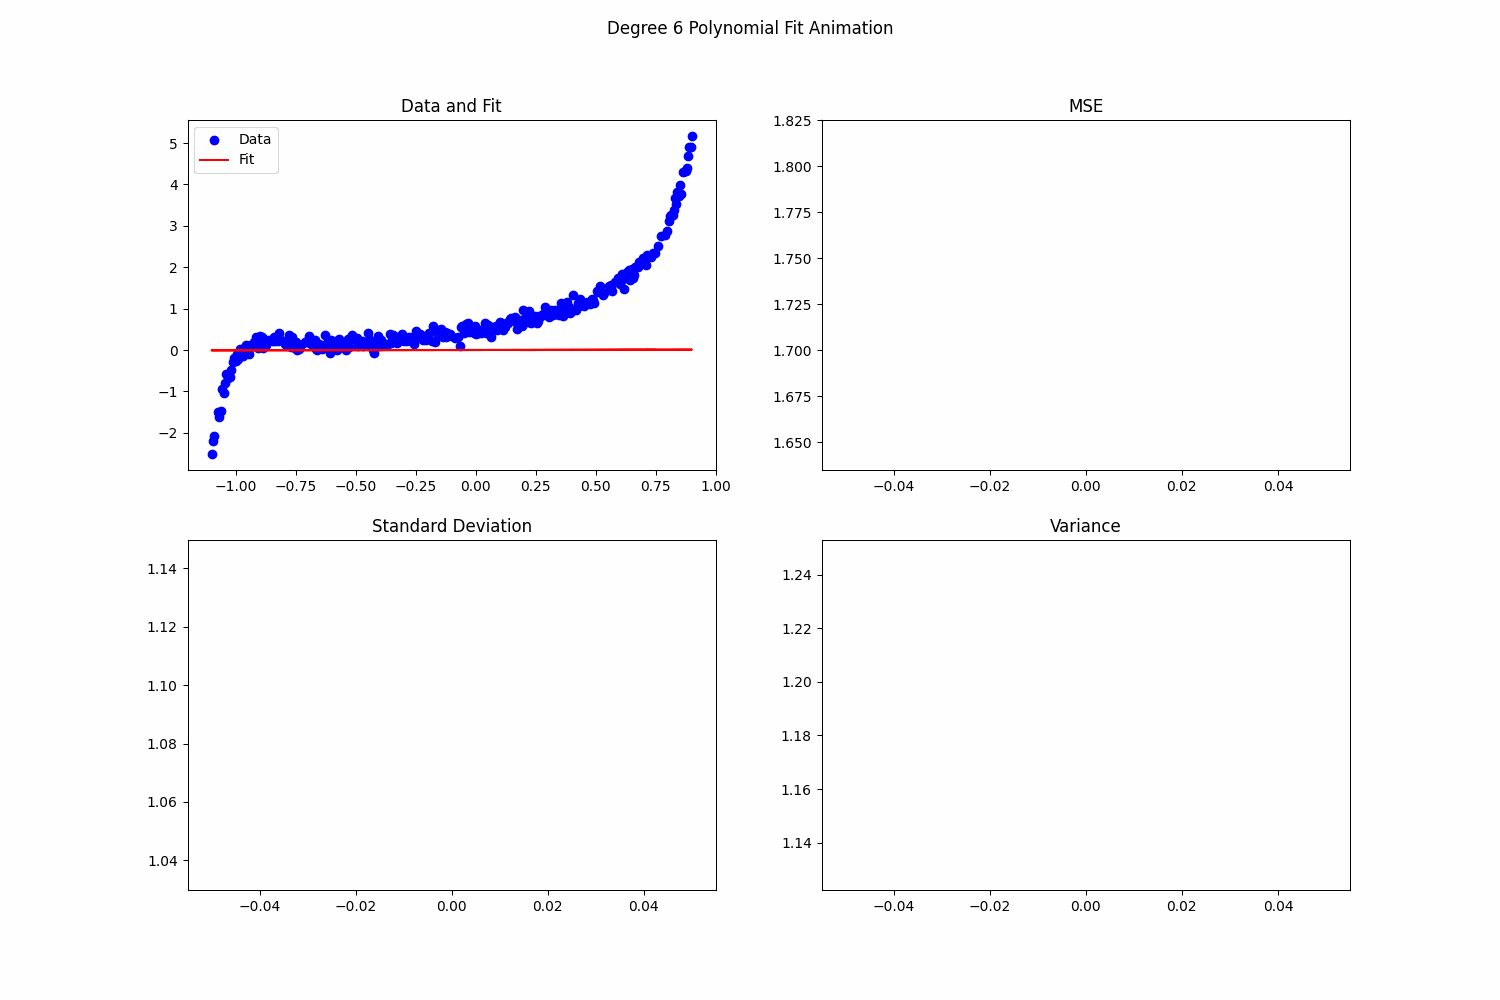 Degree 6 Polynomial Fit Animation
Data and Fit
Data
Fit
5
4
3
2
1
0
−1
−2
−1.00 −0.75 −0.50 −0.25 0.00 0.25 0.50 0.75 1.00
MSE
1.825
1.800
1.775
1.750
1.725
1.700
1.675
1.650
−0.04 −0.02 0.00 0.02 0.04
Standard Deviation
1.14
1.12
1.10
1.08
1.06
1.04
−0.04 −0.02 0.00 0.02 0.04
Variance
1.24
1.22
1.20
1.18
1.16
1.14
−0.04 −0.02 0.00 0.02 0.04